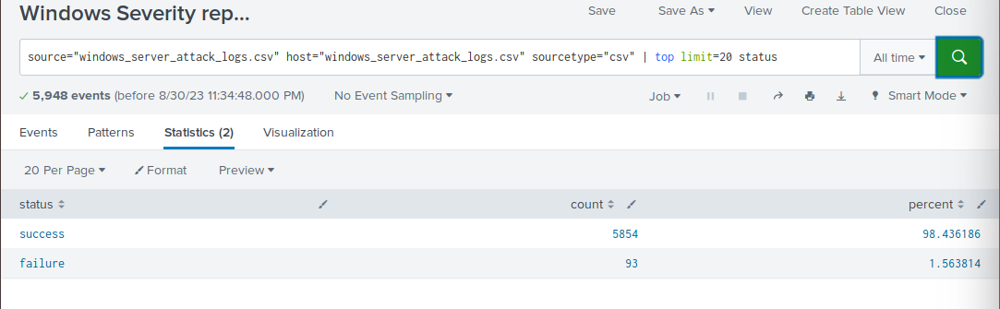 Windows Severity rep...
Save Save As View Create Table View Close
source="windows_server_attack_logs.csv" host="windows_server_attack_logs.csv" sourcetype="csv" | top limit=20 status
All time
5,948 events (before 8/30/23 11:34:48.000 PM) No Event Sampling Job Smart Mode
Events Patterns Statistics (2) Visualization
20 Per Page Format Preview
status count percent
success 5854 98.436186
failure 93 1.563814